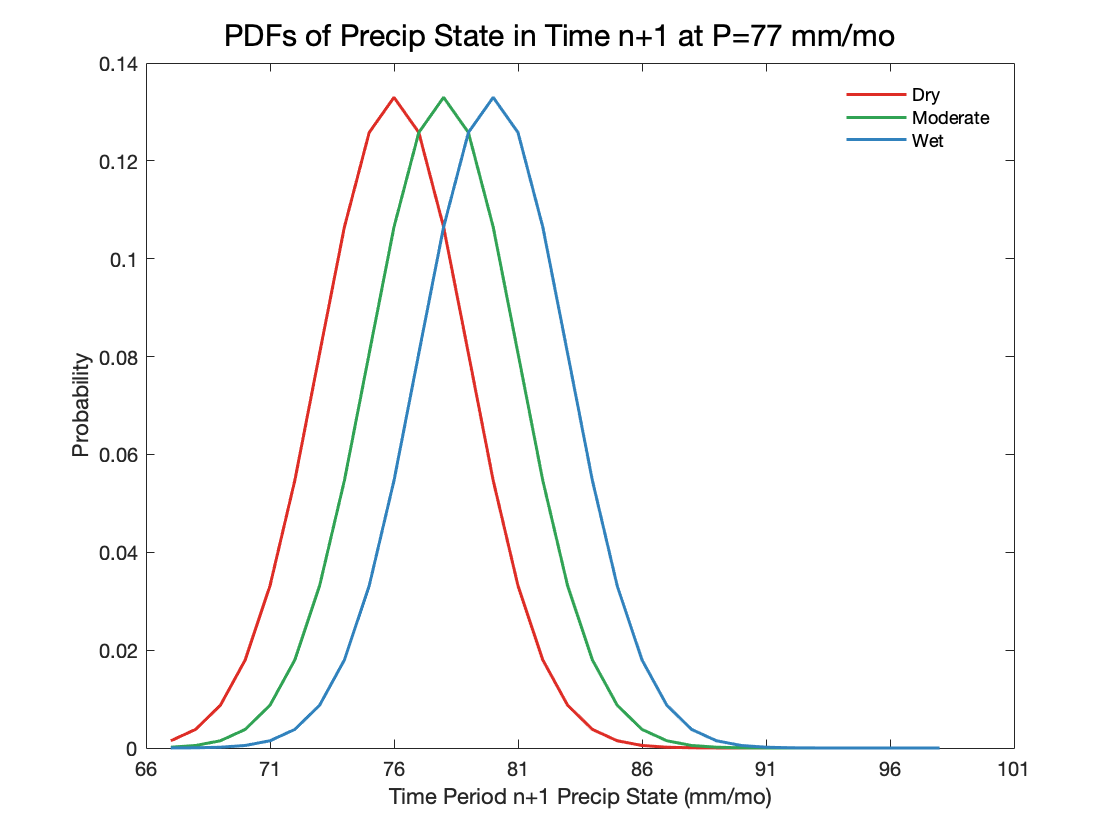 PDFs of Precip State in Time n+1 at P=77 mm/mo
Dry
Moderate
Wet
0.14
0.12
0.1
0.08
0.06
0.04
0.02
0
Probability
66 71 76 81 86 91 96 101
Time Period n+1 Precip State (mm/mo)